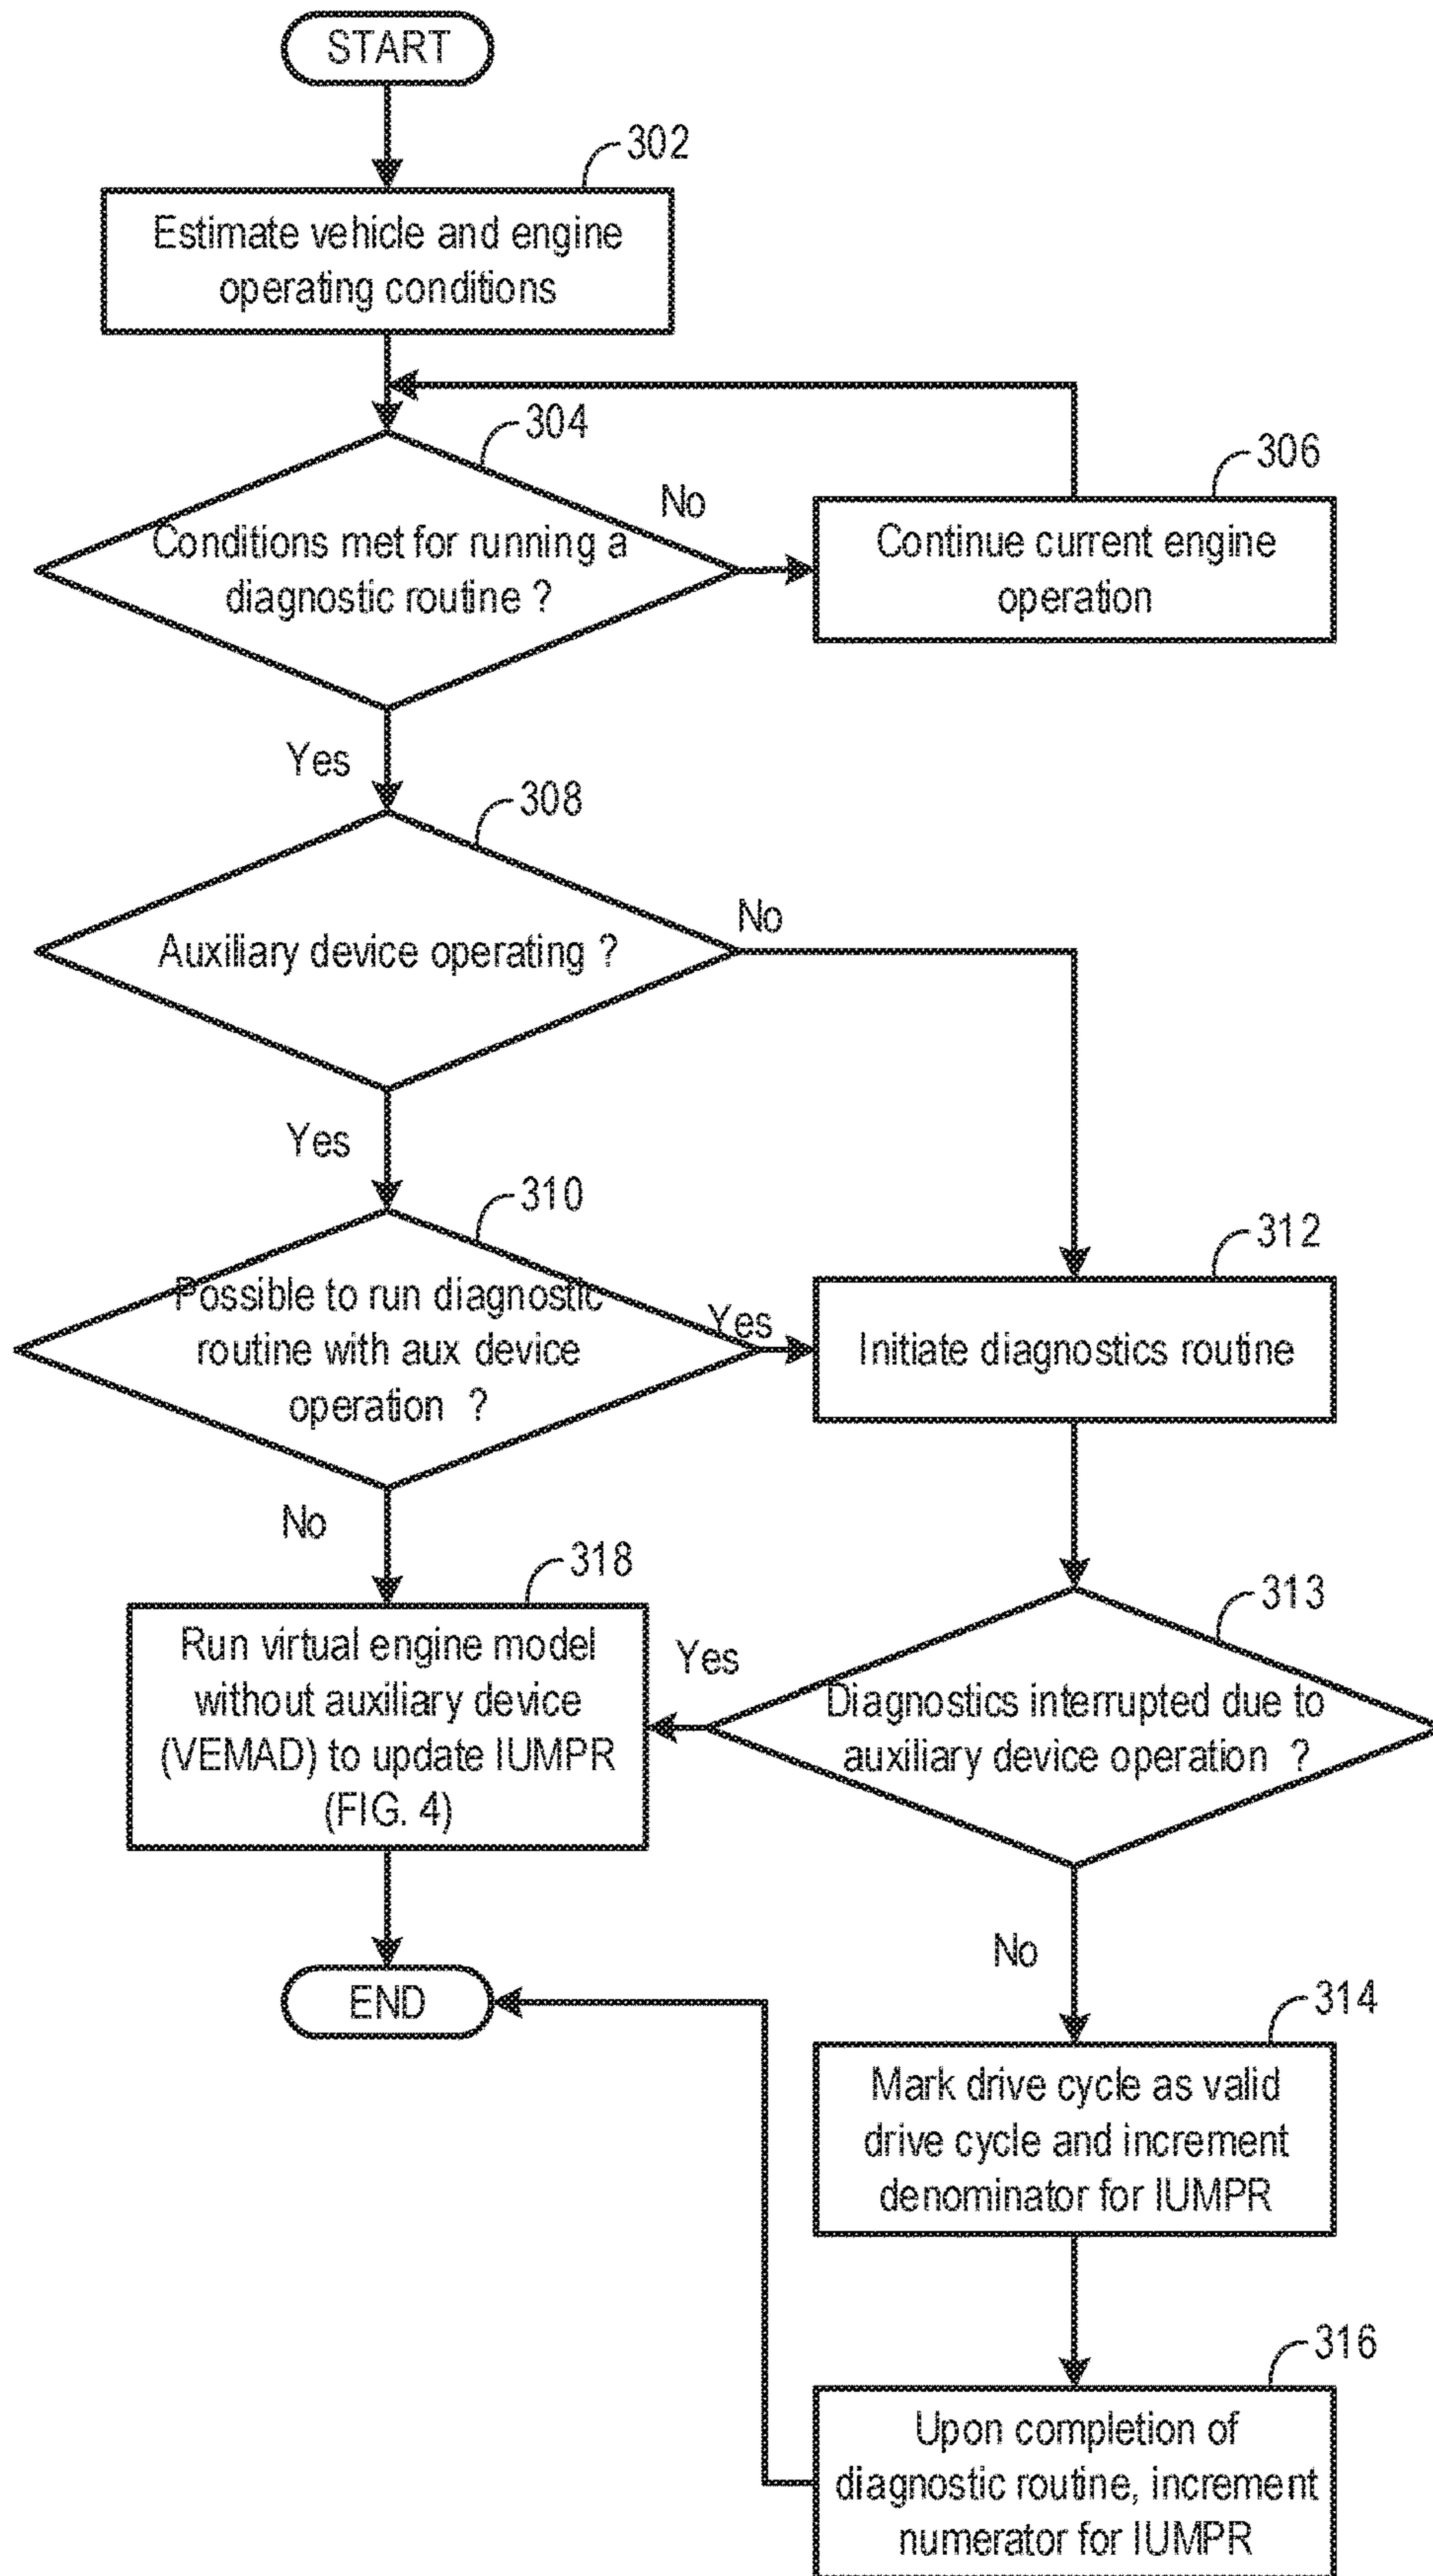 START
302
Estimate vehicle and engine
operating conditions
304
No
306
Conditions met for running a
diagnostic routine ?
Continue current engine
operation
Yes
308
No
Auxiliary device operating ?
Yes
310
312
Possible to run diagnostic
routine with aux device
operation ?
Yes
Initiate diagnostics routine
No
318
313
Run virtual engine model
without auxiliary device
(VEMAD) to update IUMPR
(FIG. 4)
Yes
Diagnostics interrupted due to
auxiliary device operation ?
No
END
314
Mark drive cycle as valid
drive cycle and increment
denominator for IUMPR
316
Upon completion of
diagnostic routine, increment
numerator for IUMPR